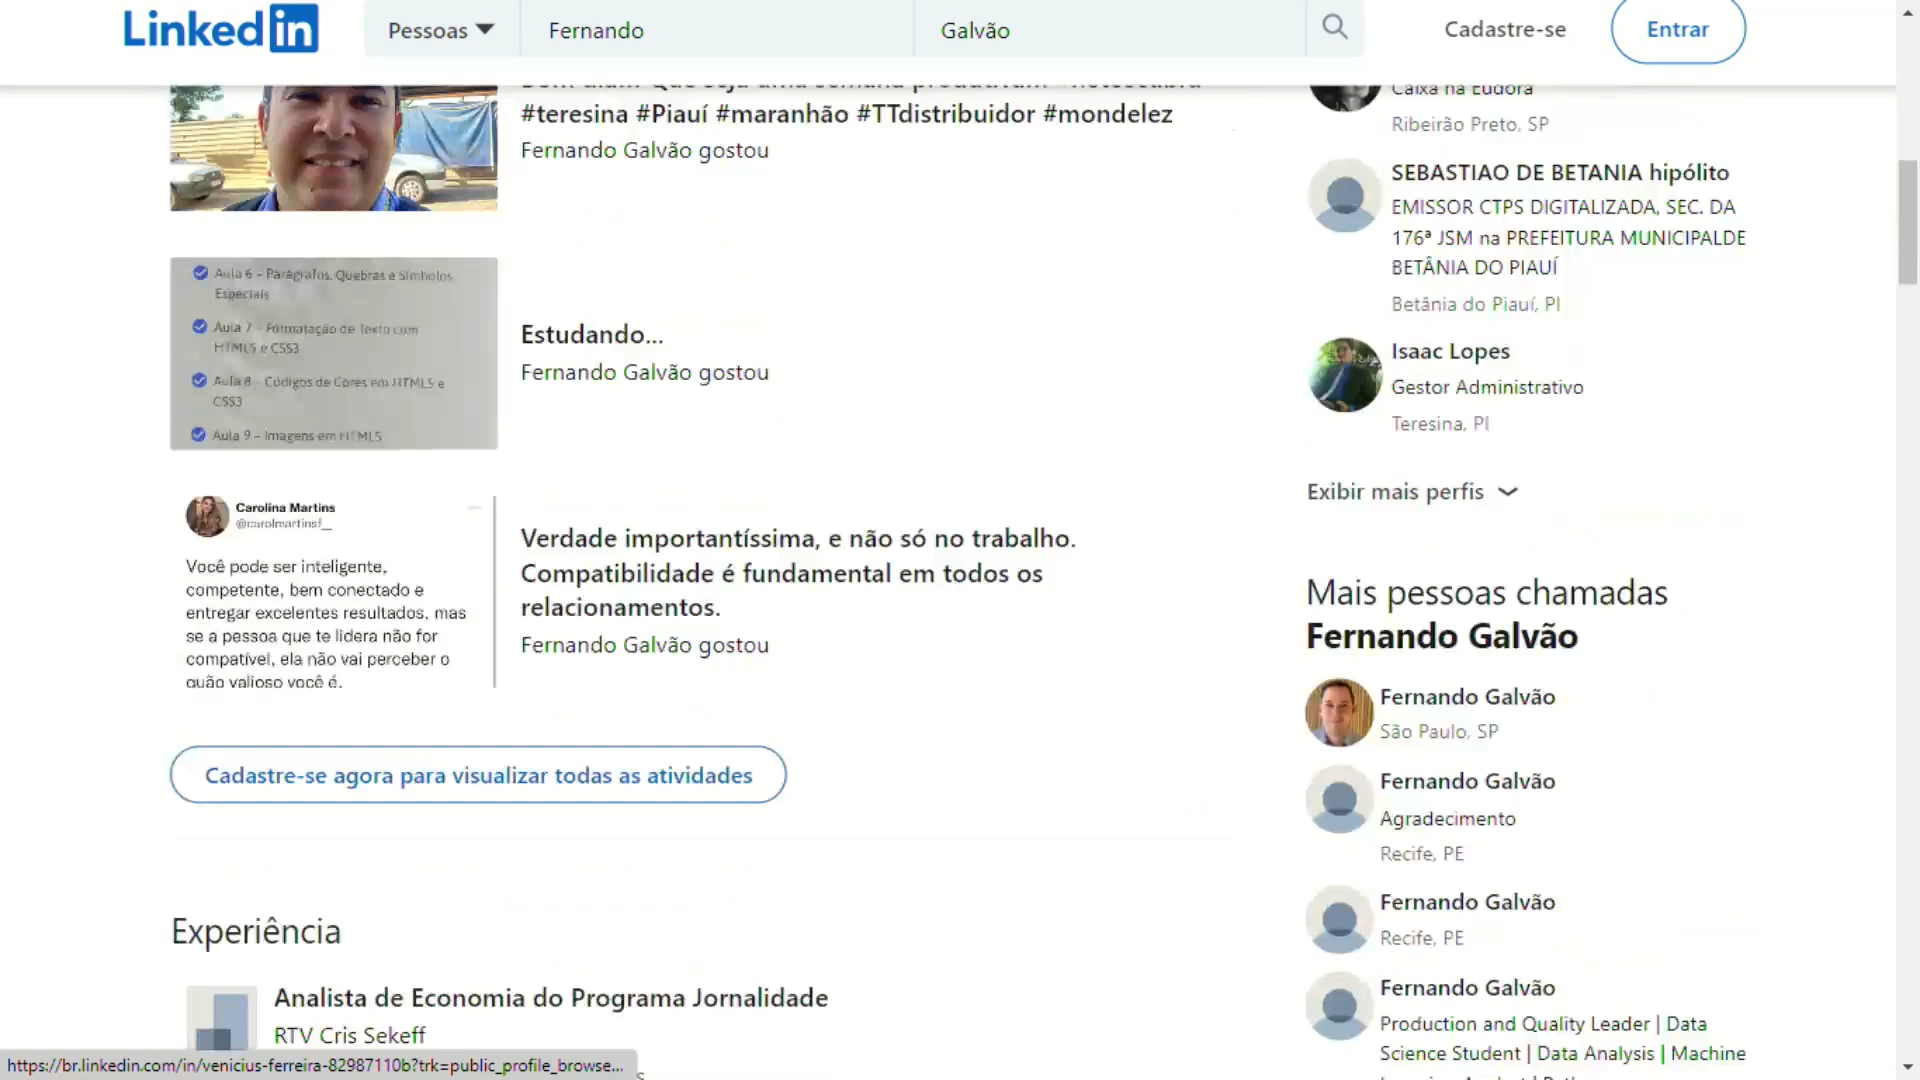 LinkedIn
Pessoas
Fernando
Galvão
Cadastre-se
Entrar
#teresina #Piauí #maranhão #TTdistribuidor #mondelez
Fernando Galvão gostou
Aula 6 - Parágrafos, Quebras e Símbolos
Especiais
Aula 7 - Formatação de Texto com
HTML5 e CSS3
Aula 8 - Códigos de Cores em HTML5 e
CSS3
Aula 9 - Imagens em HTML5
Estudando...
Fernando Galvão gostou
Carolina Martins
@carolmartinsf__
Você pode ser inteligente,
competente, bem conectado e
entregar excelentes resultados, mas
se a pessoa que te lidera não for
compatível, ela não vai perceber o
quão valioso você é.
Verdade importantíssima, e não só no trabalho.
Compatibilidade é fundamental em todos os
relacionamentos.
Fernando Galvão gostou
Cadastre-se agora para visualizar todas as atividades
Experiência
Analista de Economia do Programa Jornalidade
RTV Cris Sekeff
https://br.linkedin.com/in/venicius-ferreira-82987110b?trk=public_profile_browse...
Caixa na Eudora
Ribeirão Preto, SP
SEBASTIAO DE BETANIA hipólito
EMISSOR CTPS DIGITALIZADA, SEC. DA
176ª JSM na PREFEITURA MUNICIPALDE
BETÂNIA DO PIAUÍ
Betânia do Piauí, PI
Isaac Lopes
Gestor Administrativo
Teresina, PI
Exibir mais perfis
Mais pessoas chamadas
Fernando Galvão
Fernando Galvão
São Paulo, SP
Fernando Galvão
Agradecimento
Recife, PE
Fernando Galvão
Recife, PE
Fernando Galvão
Production and Quality Leader | Data
Science Student | Data Analysis | Machine